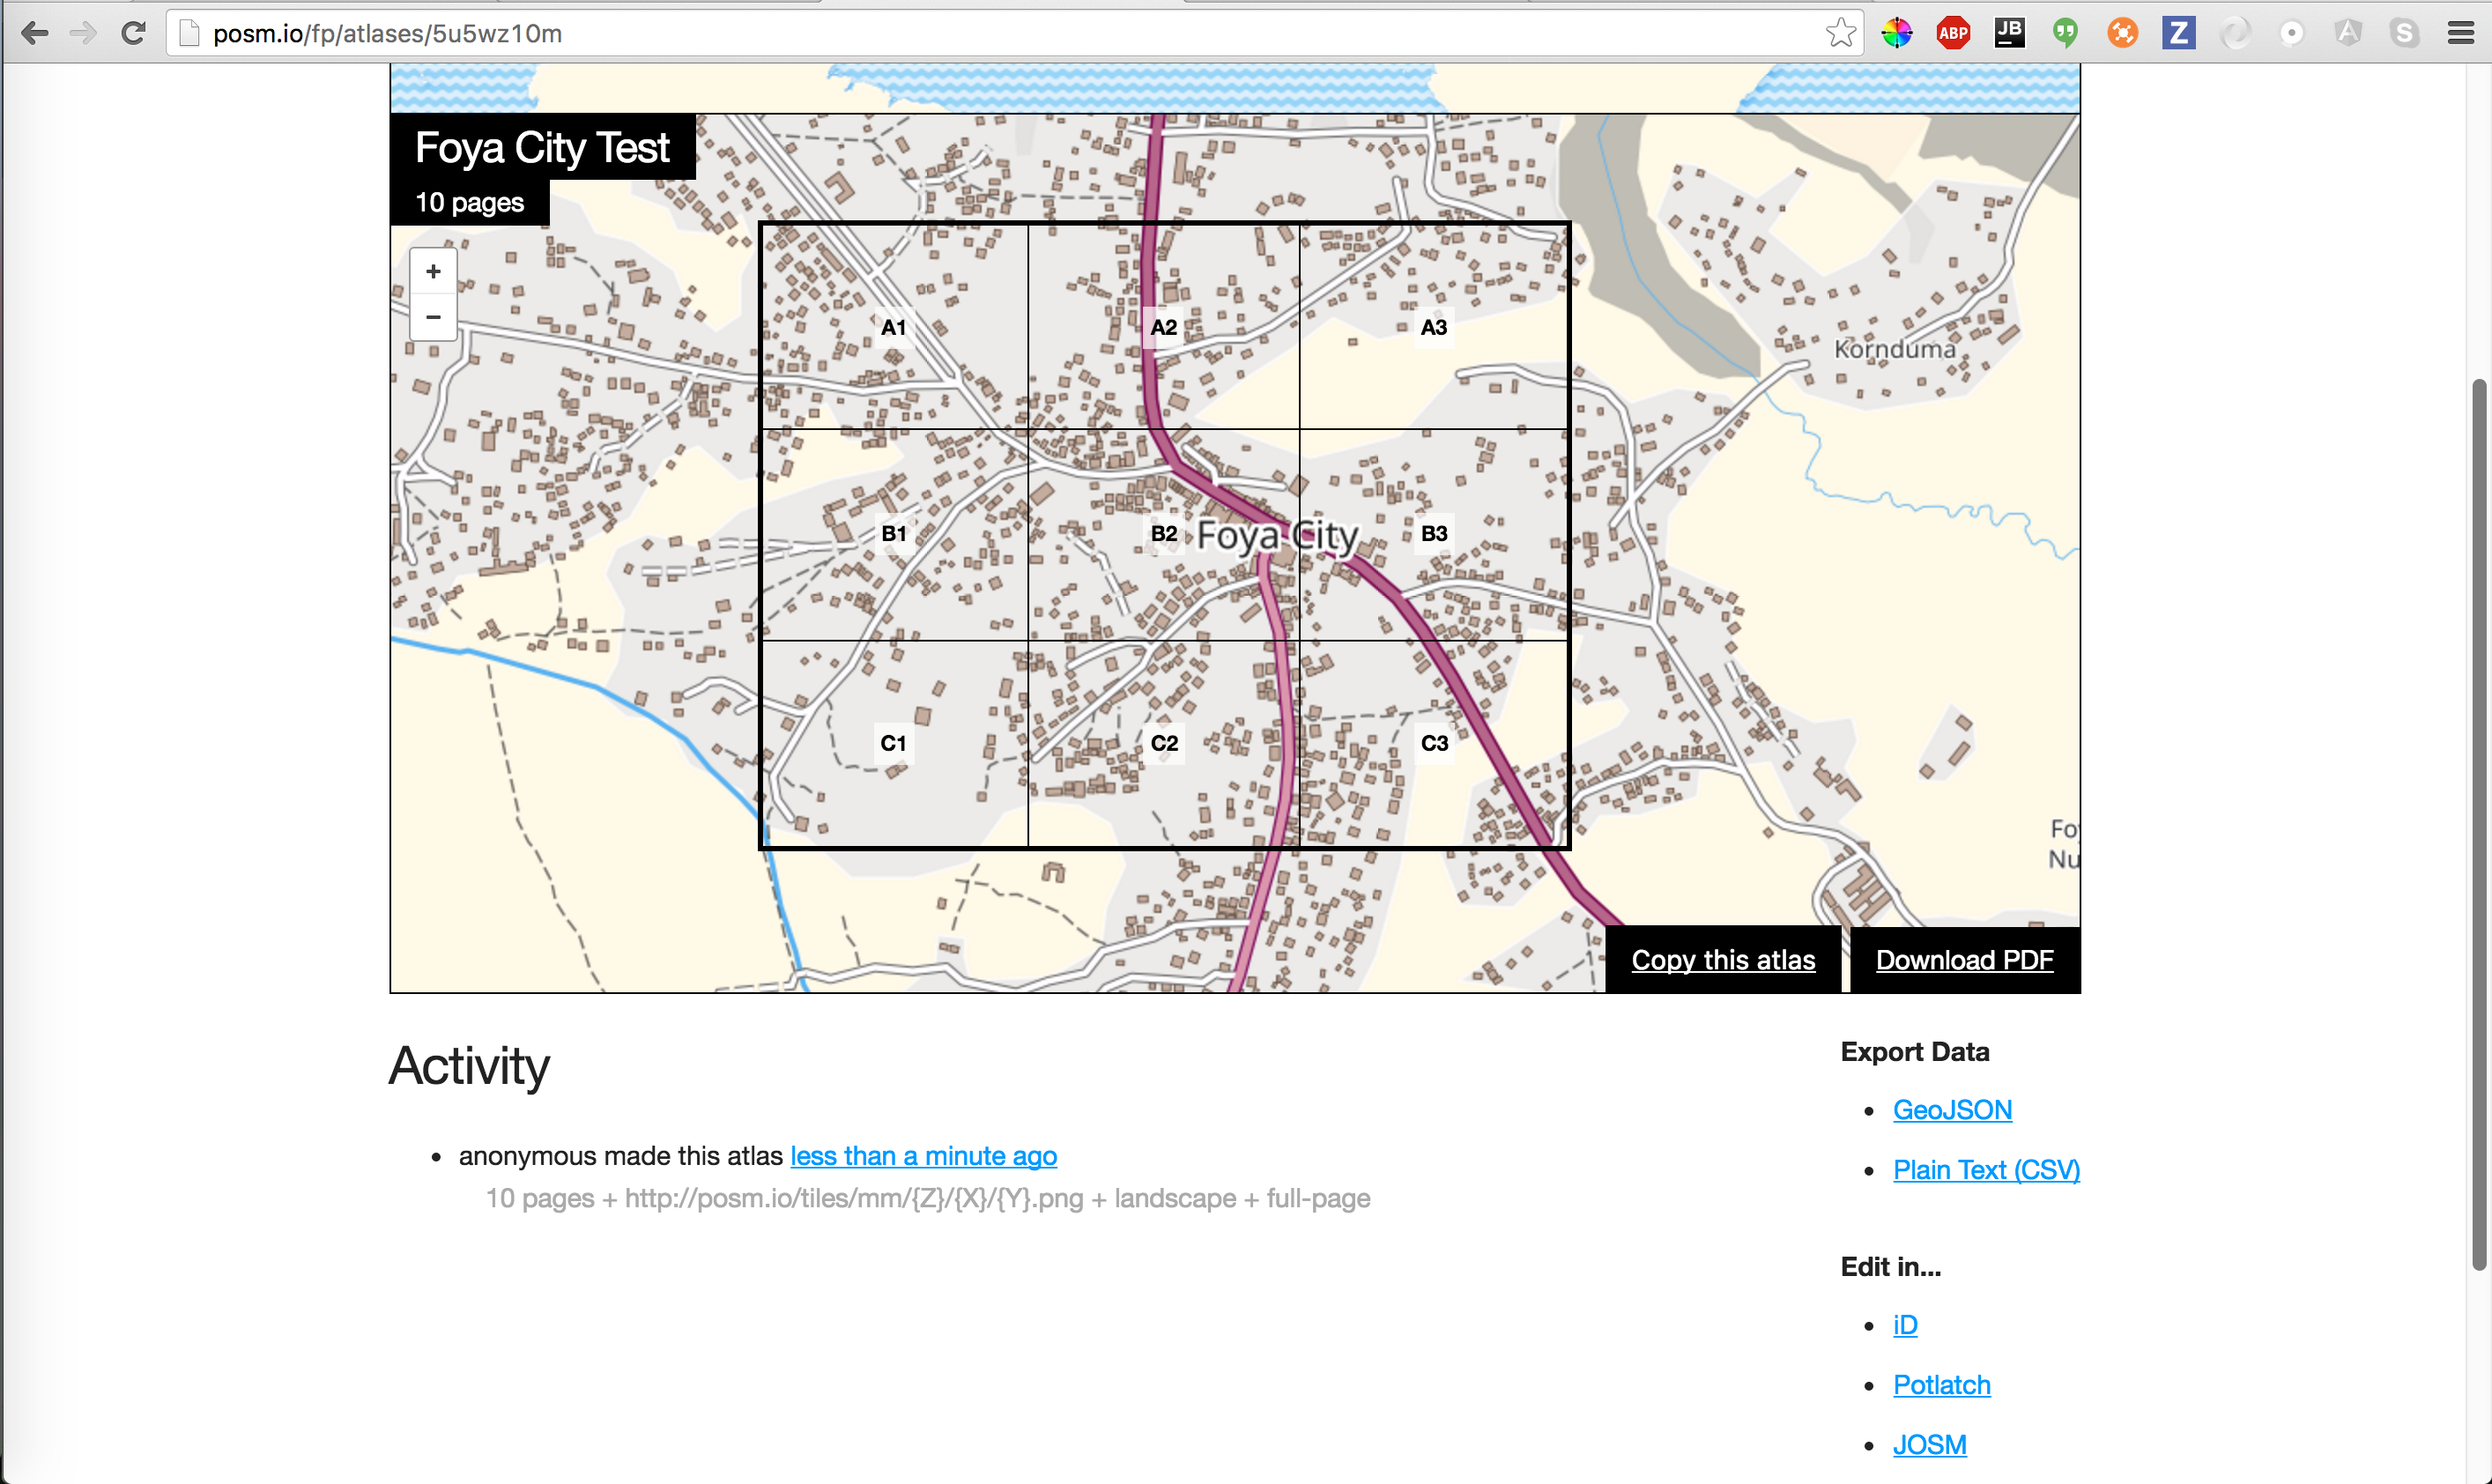 posm.io/fp/atlases/5u5wz10m
ABP
JB
Z
A
S
Foya City Test
10 pages
+
−
A1
A2
A3
Kornduma
B1
B2
Foya City
B3
C1
C2
C3
Foy
Nu
Copy this atlas
Download PDF
Activity
anonymous made this atlas less than a minute ago
10 pages + http://posm.io/tiles/mm/{Z}/{X}/{Y}.png + landscape + full-page
Export Data
GeoJSON
Plain Text (CSV)
Edit in...
iD
Potlatch
JOSM